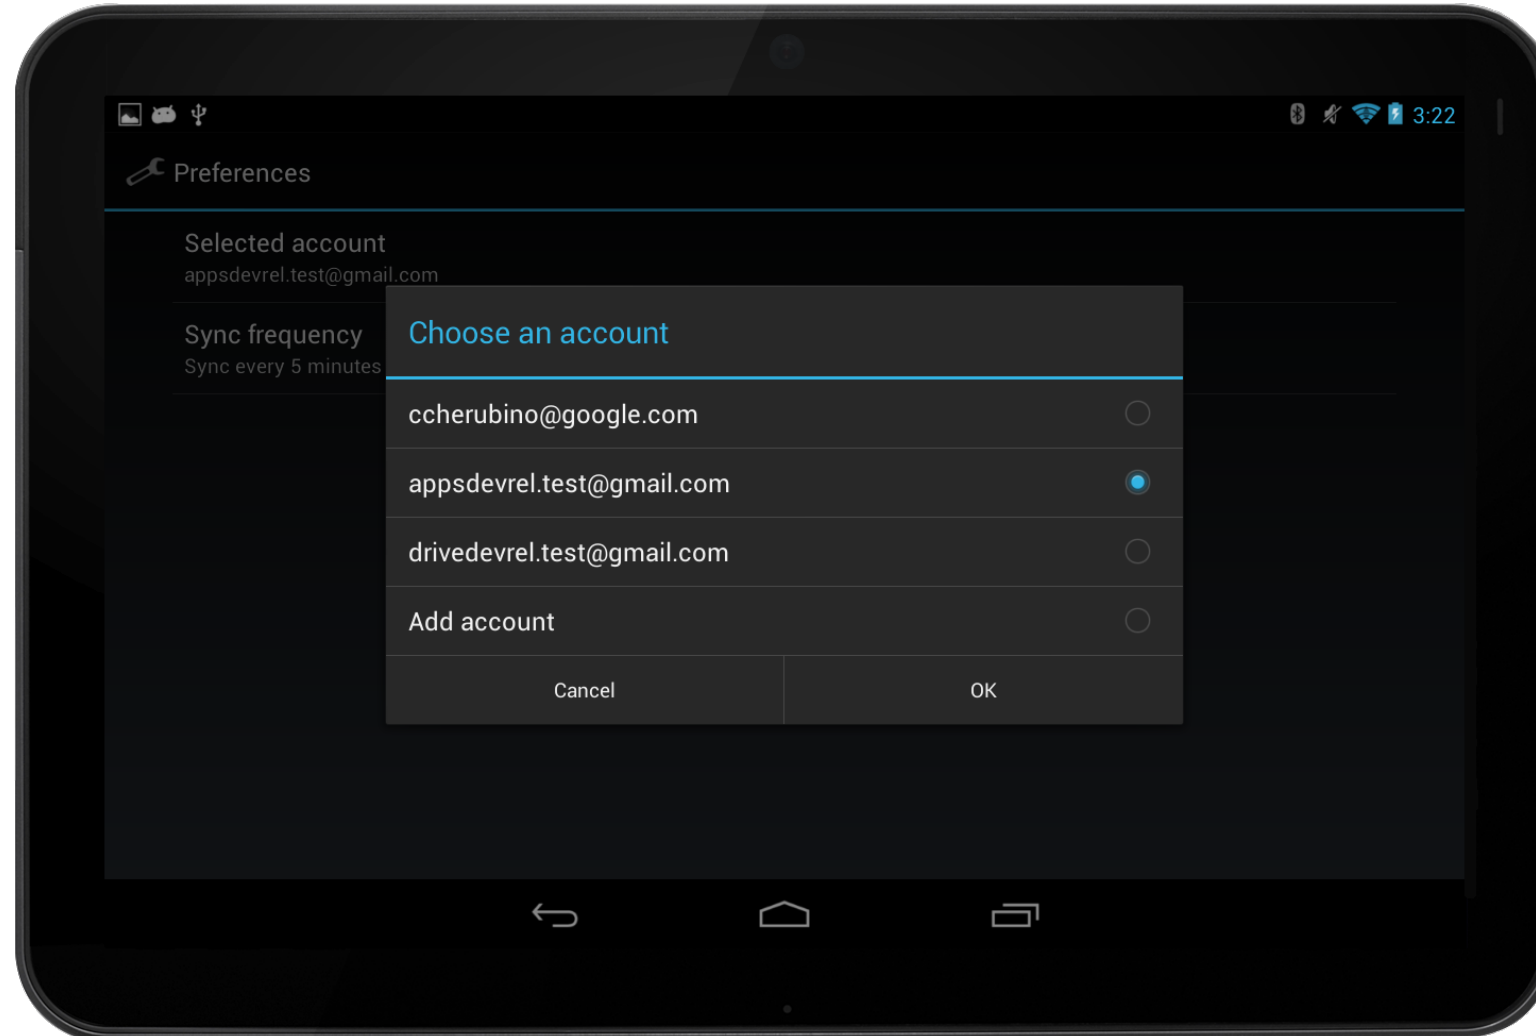 3:22
Preferences
Selected account
appsdevrel.test@gmail.com
Sync frequency
Sync every 5 minutes
Choose an account
ccherubino@google.com
appsdevrel.test@gmail.com
drivedevrel.test@gmail.com
Add account
Cancel
OK